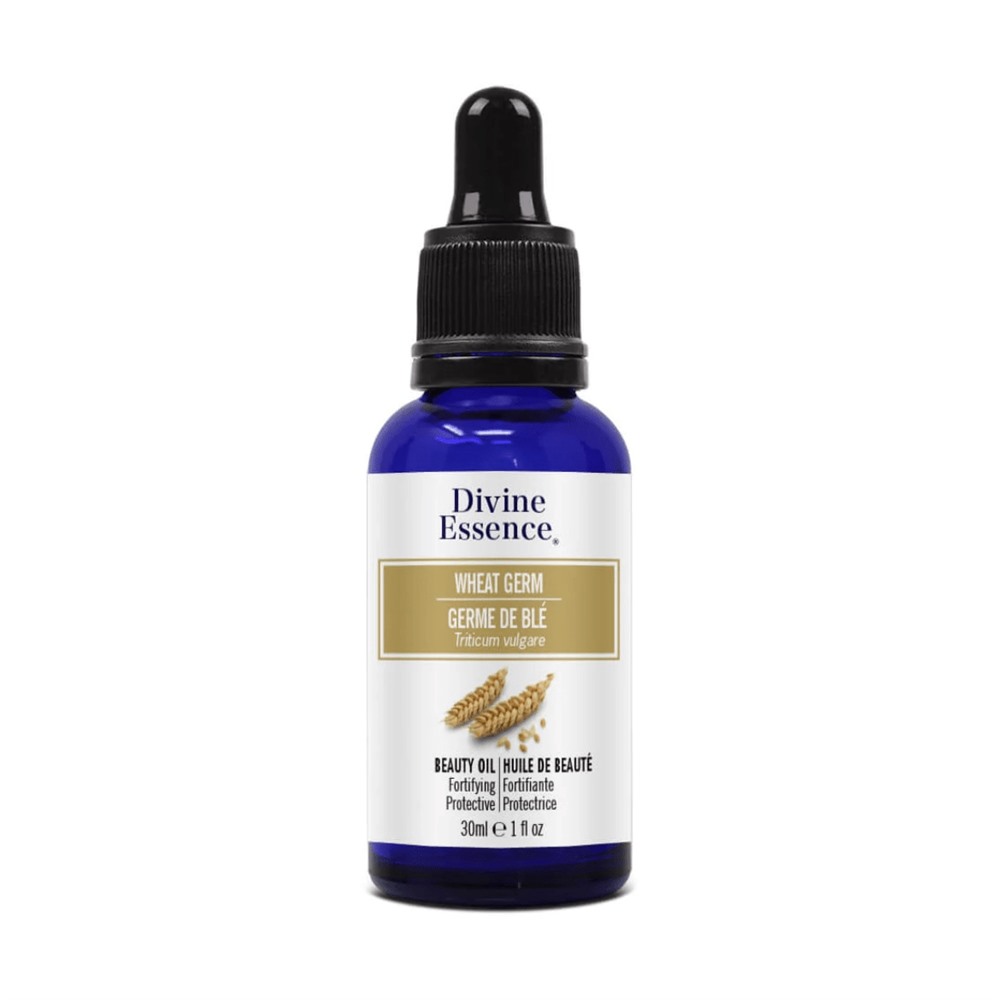 Divine
Essence®
WHEAT GERM
GERME DE BLÉ
Triticum vulgare
BEAUTY OIL | HUILE DE BEAUTÉ
Fortifying | Fortifiante
Protective | Protectrice
30ml ℮ 1 fl oz